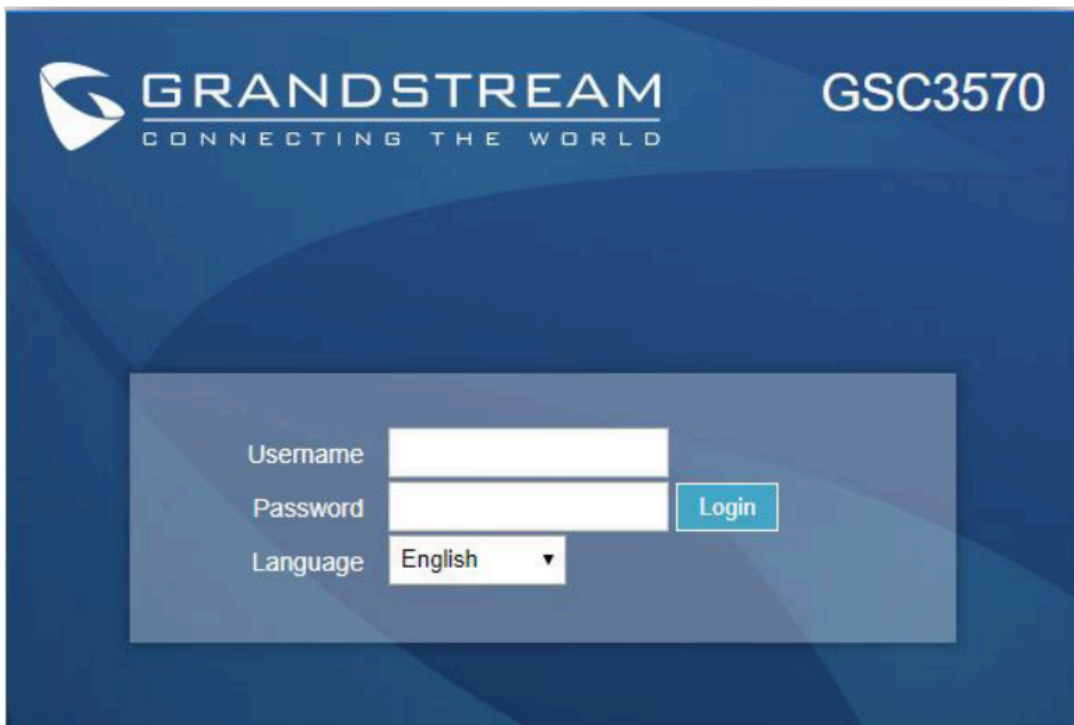 GRANDSTREAM
CONNECTING THE WORLD
GSC3570
Username
Password
Login
Language
English